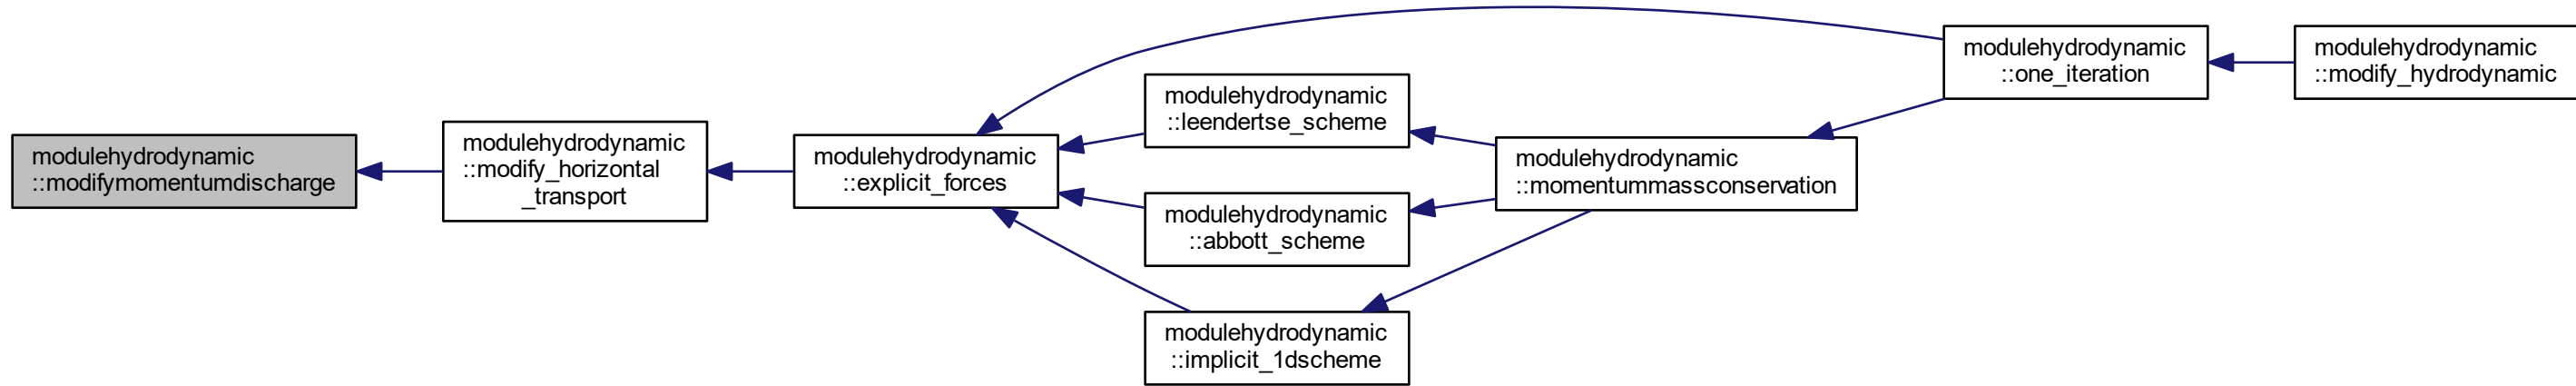 modulehydrodynamic
::modifymomentumdischarge
modulehydrodynamic
::modify_horizontal
_transport
modulehydrodynamic
::explicit_forces
modulehydrodynamic
::leendertse_scheme
modulehydrodynamic
::abbott_scheme
modulehydrodynamic
::implicit_1dscheme
modulehydrodynamic
::momentummassconservation
modulehydrodynamic
::one_iteration
modulehydrodynamic
::modify_hydrodynamic